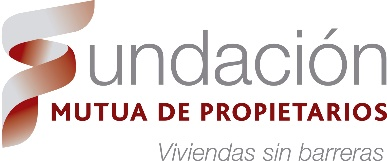 Fundación
MUTUA DE PROPIETARIOS
Viviendas sin barreras